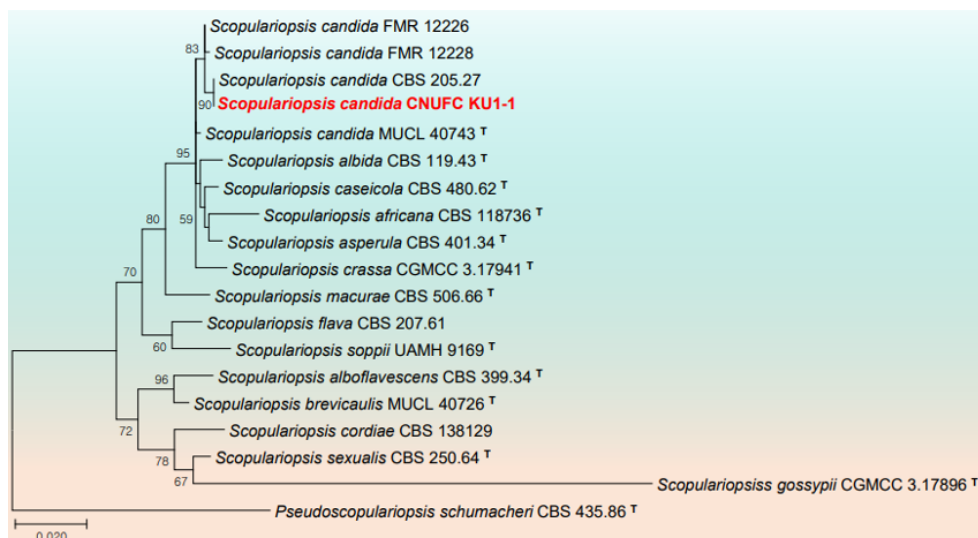 Scopulariopsis candida FMR 12226
83
Scopulariopsis candida FMR 12228
Scopulariopsis candida CBS 205.27
90 Scopulariopsis candida CNUFC KU1-1
Scopulariopsis candida MUCL 40743 T
95
Scopulariopsis albida CBS 119.43 T
Scopulariopsis caseicola CBS 480.62 T
80 59 Scopulariopsis africana CBS 118736 T
Scopulariopsis asperula CBS 401.34 T
70 Scopulariopsis crassa CGMCC 3.17941 T
Scopulariopsis macurae CBS 506.66 T
Scopulariopsis flava CBS 207.61
60 Scopulariopsis soppii UAMH 9169 T
96 Scopulariopsis alboflavescens CBS 399.34 T
Scopulariopsis brevicaulis MUCL 40726 T
72 Scopulariopsis cordiae CBS 138129
78 Scopulariopsis sexualis CBS 250.64 T
67 Scopulariopsiss gossypii CGMCC 3.17896 T
Pseudoscopulariopsis schumacheri CBS 435.86 T
0.020